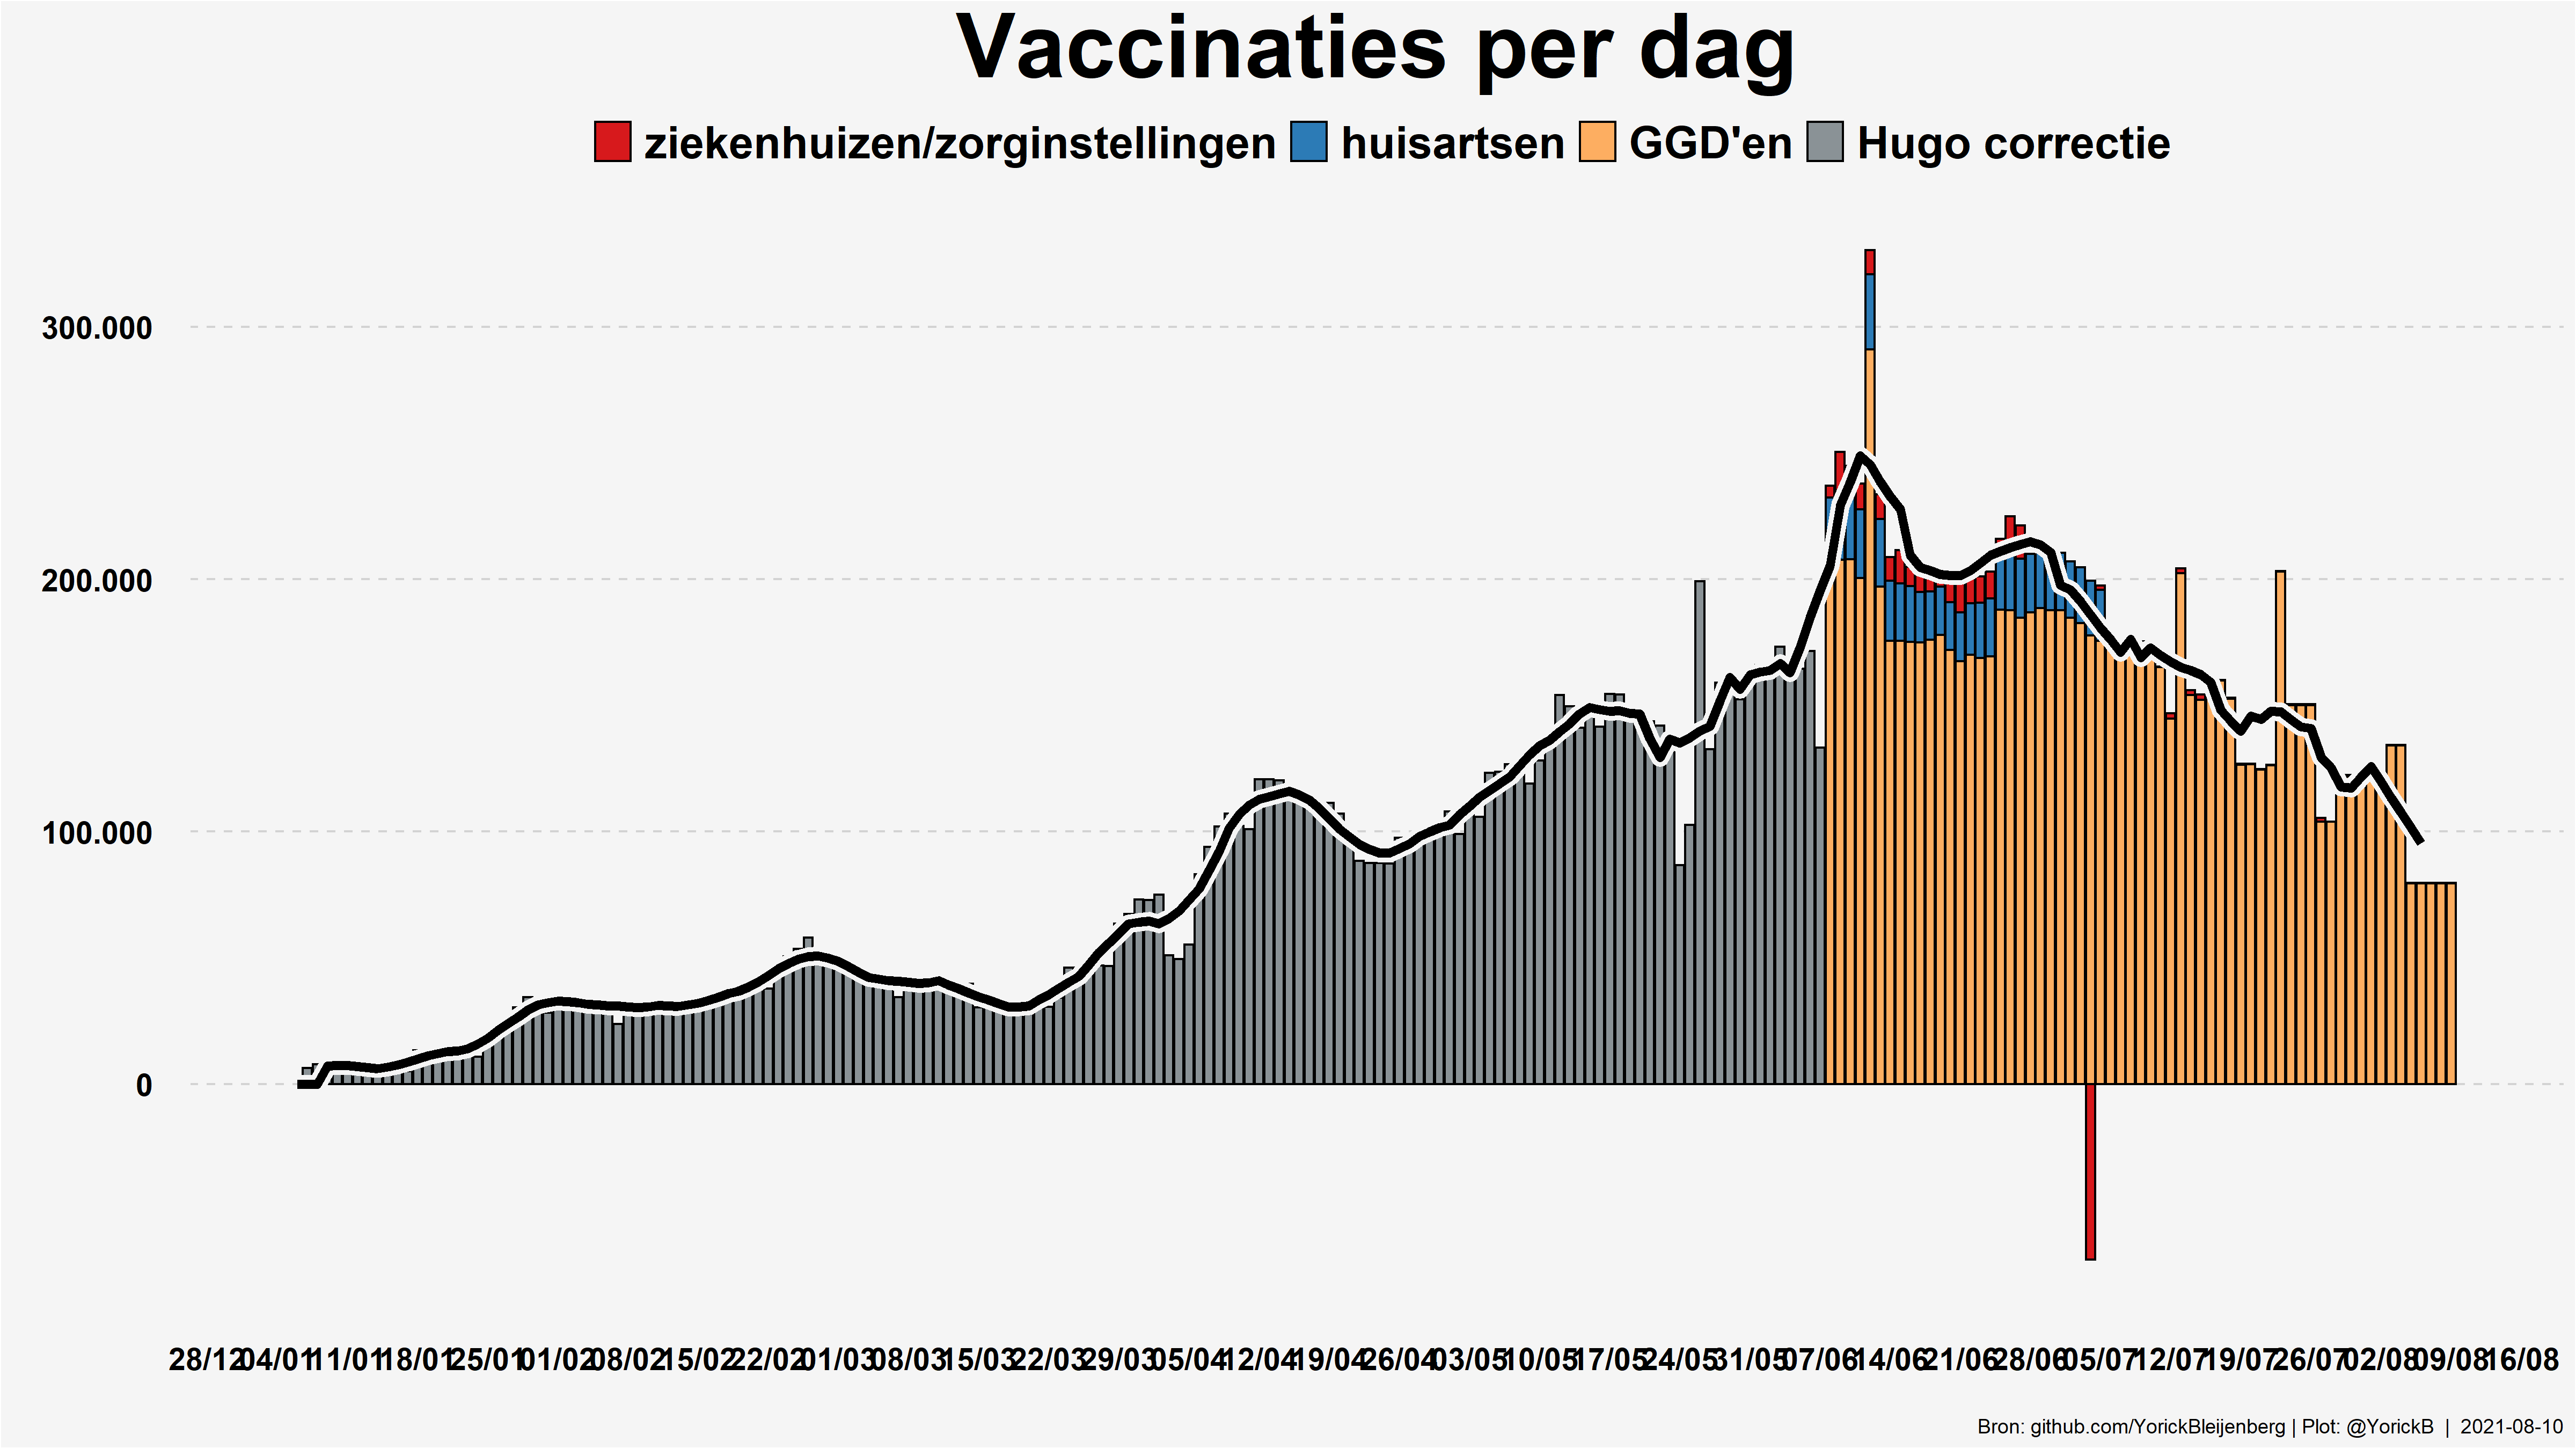 Vaccinaties per dag
ziekenhuizen/zorginstellingen huisartsen GGD'en Hugo correctie
300.000
200.000
100.000
0
28/12 04/01 11/01 18/01 25/01 01/02 08/02 15/02 22/02 01/03 08/03 15/03 22/03 29/03 05/04 12/04 19/04 26/04 03/05 10/05 17/05 24/05 31/05 07/06 14/06 21/06 28/06 05/07 12/07 19/07 26/07 02/08 09/08 16/08
Bron: github.com/YorickBleijenberg | Plot: @YorickB | 2021-08-10